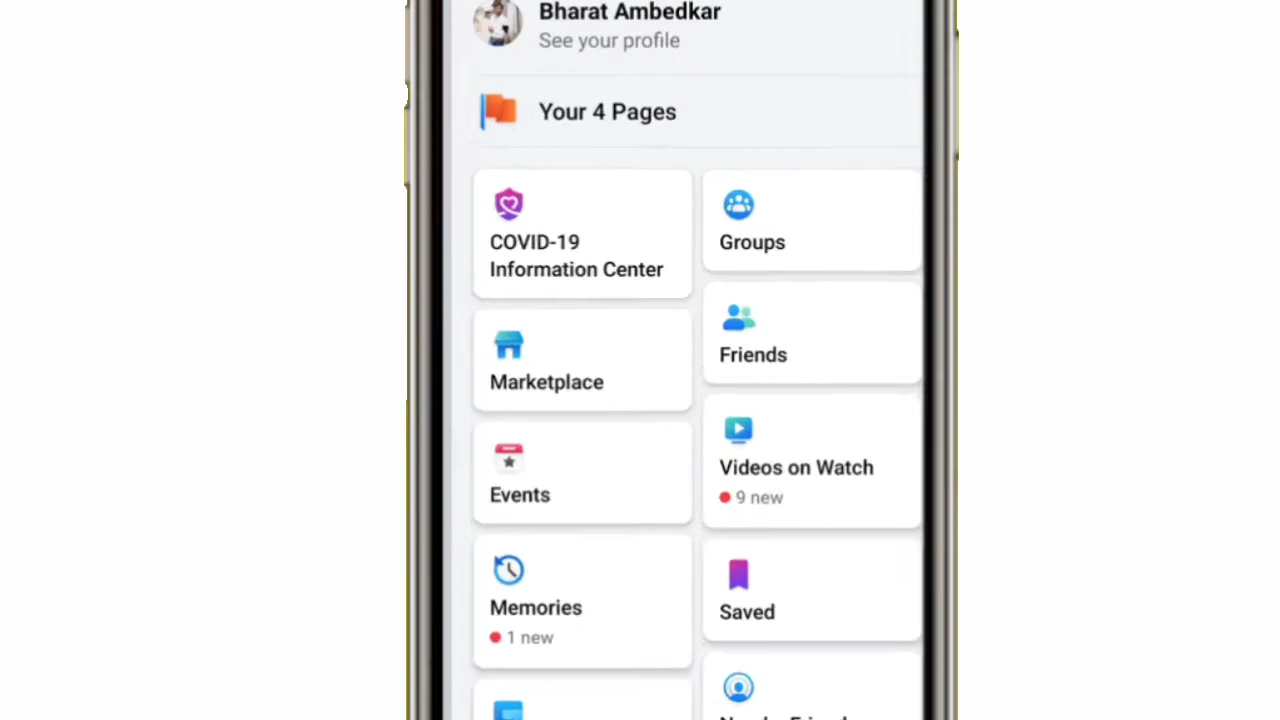 Bharat Ambedkar
See your profile
Your 4 Pages
COVID-19
Information Center
Groups
Marketplace
Friends
Events
Videos on Watch
9 new
Memories
1 new
Saved